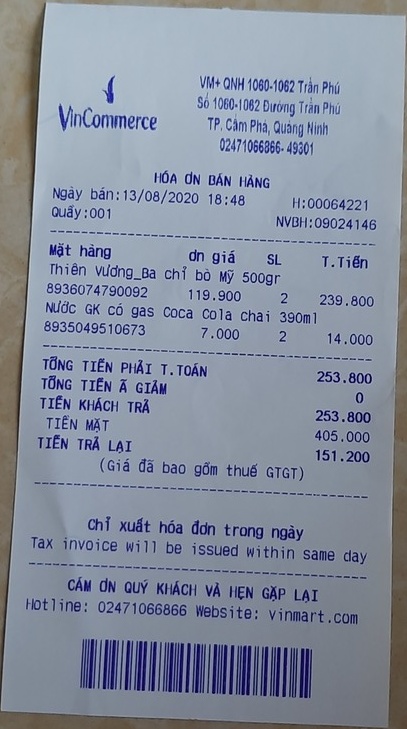 VinCommerce
VM+ QNH 1060-1062 Trần Phú
Số 1060-1062 Đường Trần Phú
TP. Cẩm Phả, Quảng Ninh
02471066866- 49301
HÓA ƠN BÁN HÀNG
Ngày bán:13/08/2020 18:48 H:00064221
Quầy:001 NVBH:09024146
Mặt hàng ơn giá SL T.Tiền
Thiên Vương_Ba chỉ bò Mỹ 500gr
8936074790092 119.900 2 239.800
Nước GK có gas Coca Cola chai 390ml
8935049510673 7.000 2 14.000
TỔNG TIỀN PHẢI T.TOÁN 253.800
TỔNG TIỀN Ã GIẢM 0
TIỀN KHÁCH TRẢ 253.800
TIỀN MẶT 405.000
TIỀN TRẢ LẠI 151.200
(Giá đã bao gồm thuế GTGT)
Chỉ xuất hóa đơn trong ngày
Tax invoice will be issued within same day
CẢM ƠN QUÝ KHÁCH VÀ HẸN GẶP LẠI
Hotline: 02471066866 Website: vinmart.com